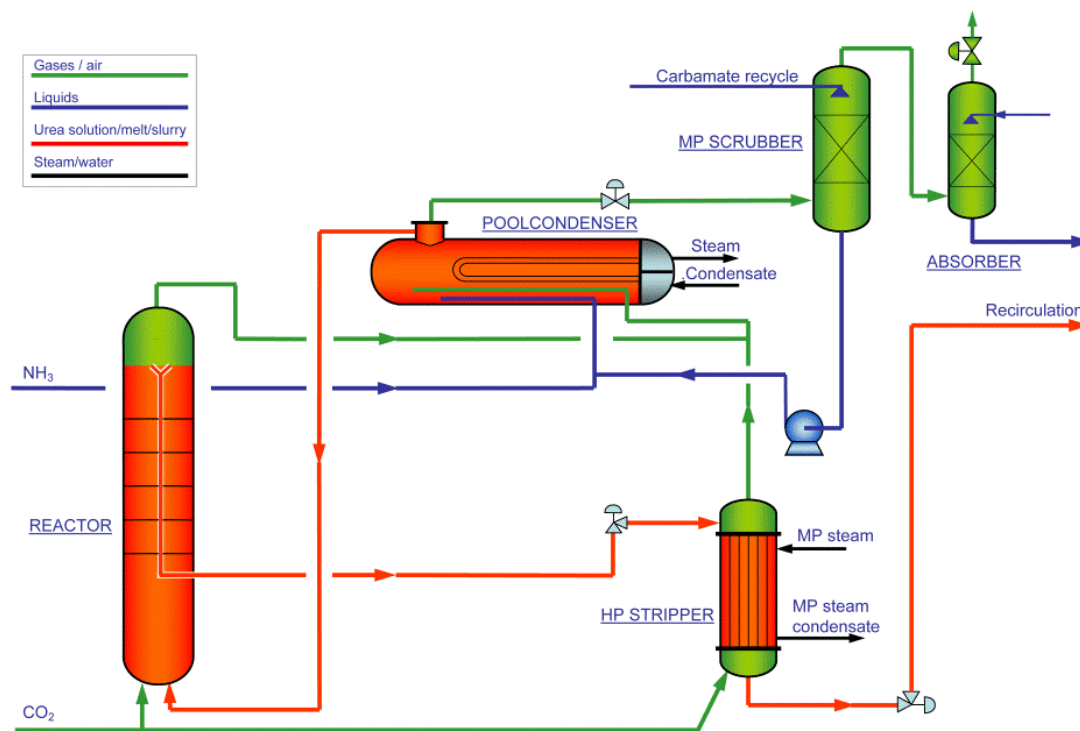 Gases / air
Liquids
Urea solution/melt/slurry
Steam/water
Carbamate recycle
MP SCRUBBER
POOLCONDENSER
Steam
.Condensate
ABSORBER
Recirculation
NH3
REACTOR
MP steam
HP STRIPPER
MP steam
condensate
CO2